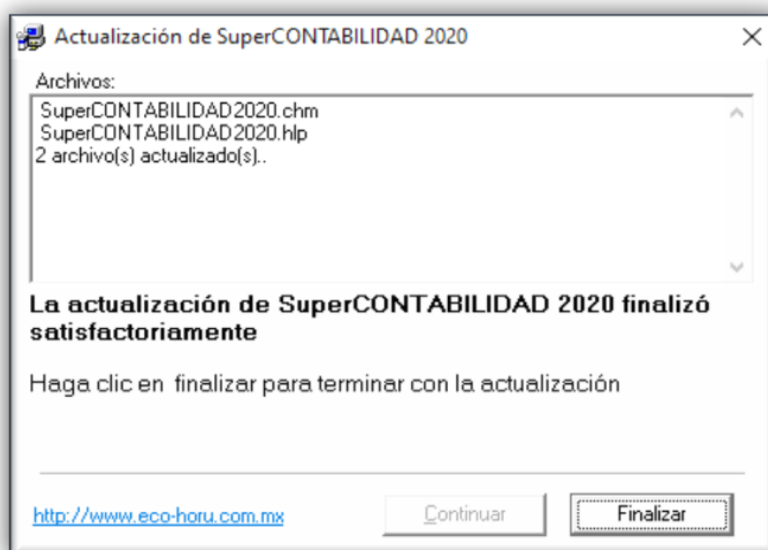 Actualización de SuperCONTABILIDAD 2020
Archivos:
SuperCONTABILIDAD2020.chm
SuperCONTABILIDAD2020.hlp
2 archivo(s) actualizado(s)..
La actualización de SuperCONTABILIDAD 2020 finalizó
satisfactoriamente
Haga clic en finalizar para terminar con la actualización
http://www.eco-horu.com.mx
Continuar
Finalizar